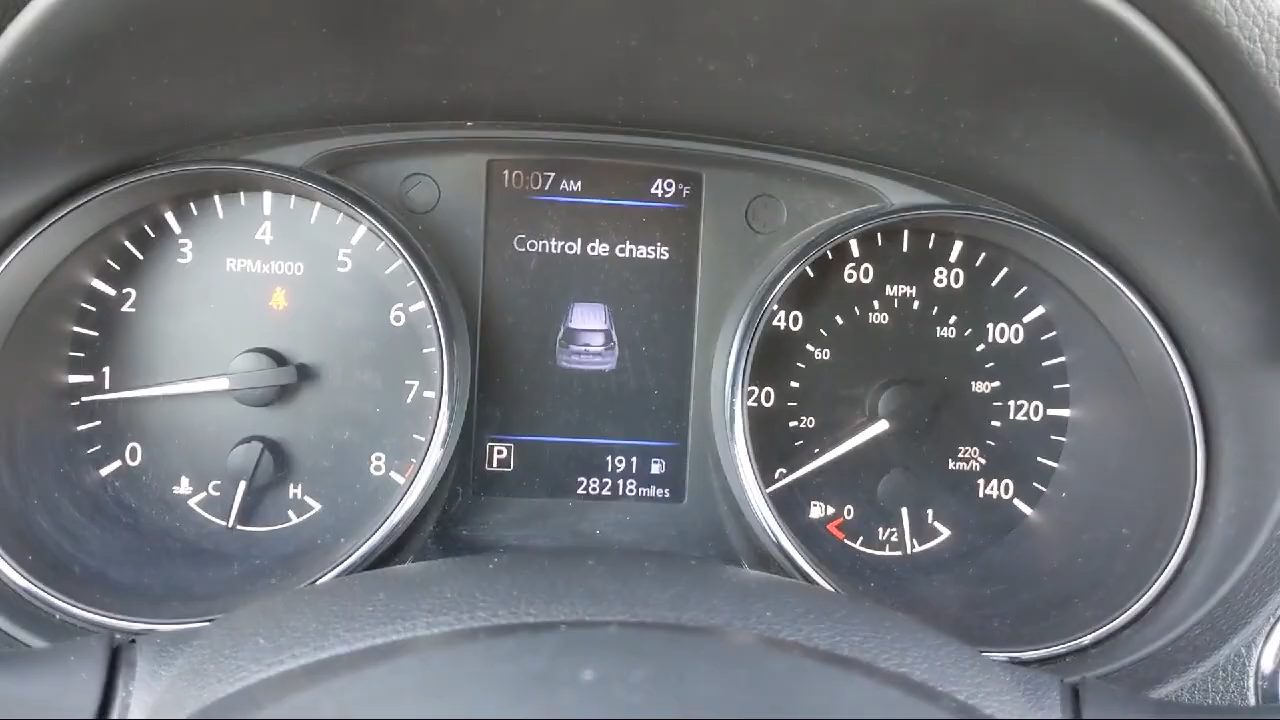 10:07 AM 49°F
Control de chasis
P
191
28218 miles
0 1 2 3 4 5 6 7 8
RPMx1000
C H
0 20 40 60 80 100 120 140
MPH
20 60 100 140 180 220
km/h
0 1/2 1